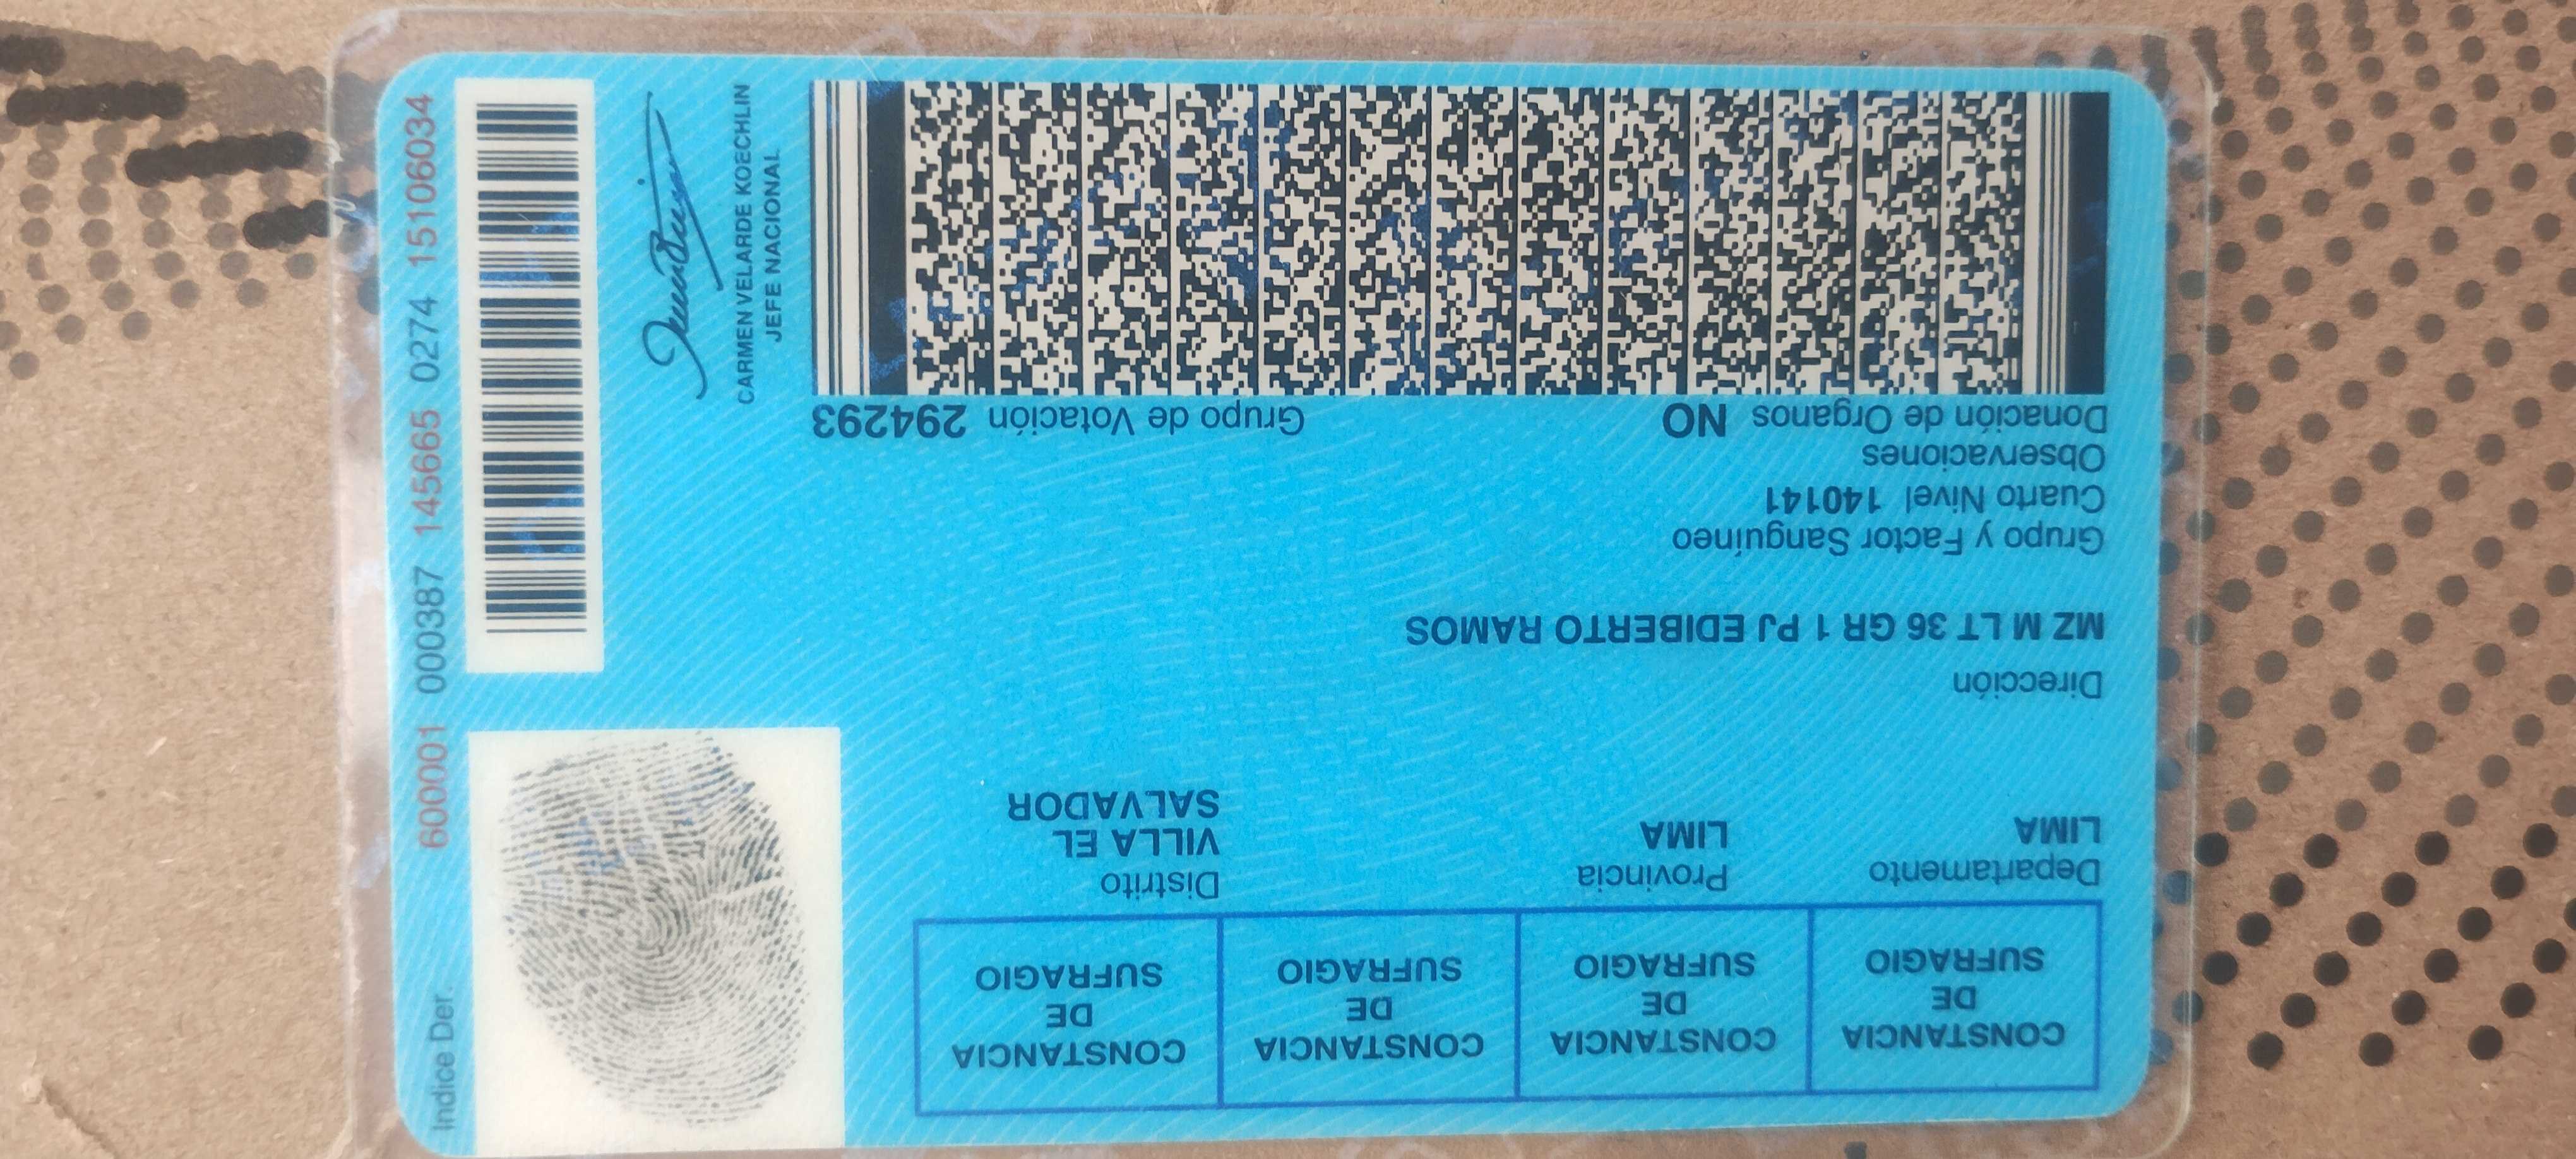 CONSTANCIA DE SUFRAGIO
CONSTANCIA DE SUFRAGIO
CONSTANCIA DE SUFRAGIO
CONSTANCIA DE SUFRAGIO
Departamento
LIMA
Provincia
LIMA
Distrito
VILLA EL
SALVADOR
Dirección
MZ M LT 36 GR 1 PJ EDIBERTO RAMOS
Grupo y Factor Sanguíneo
Cuarto Nivel 140141
Observaciones
Donación de Organos NO
Grupo de Votación 294293
Indice Der.
600001 000387 145665 0274 15106034
CARMEN VELARDE KOECHLIN
JEFE NACIONAL